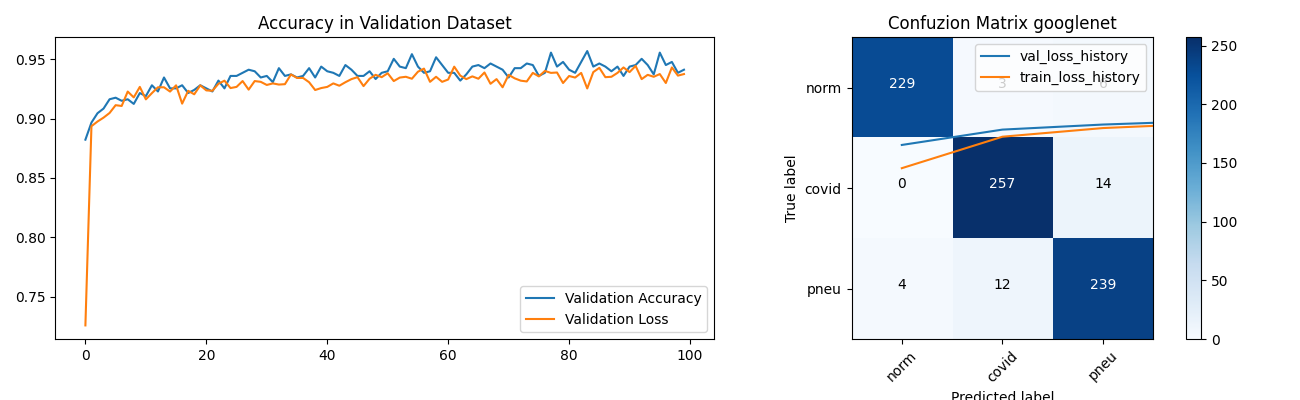 Accuracy in Validation Dataset
0.95
0.90
0.85
0.80
0.75
0 20 40 60 80 100
Validation Accuracy
Validation Loss
Confuzion Matrix googlenet
val_loss_history
train_loss_history
True label
norm
covid
pneu
229 3
0 257 14
4 12 239
norm covid pneu
Predicted label
250
200
150
100
50
0